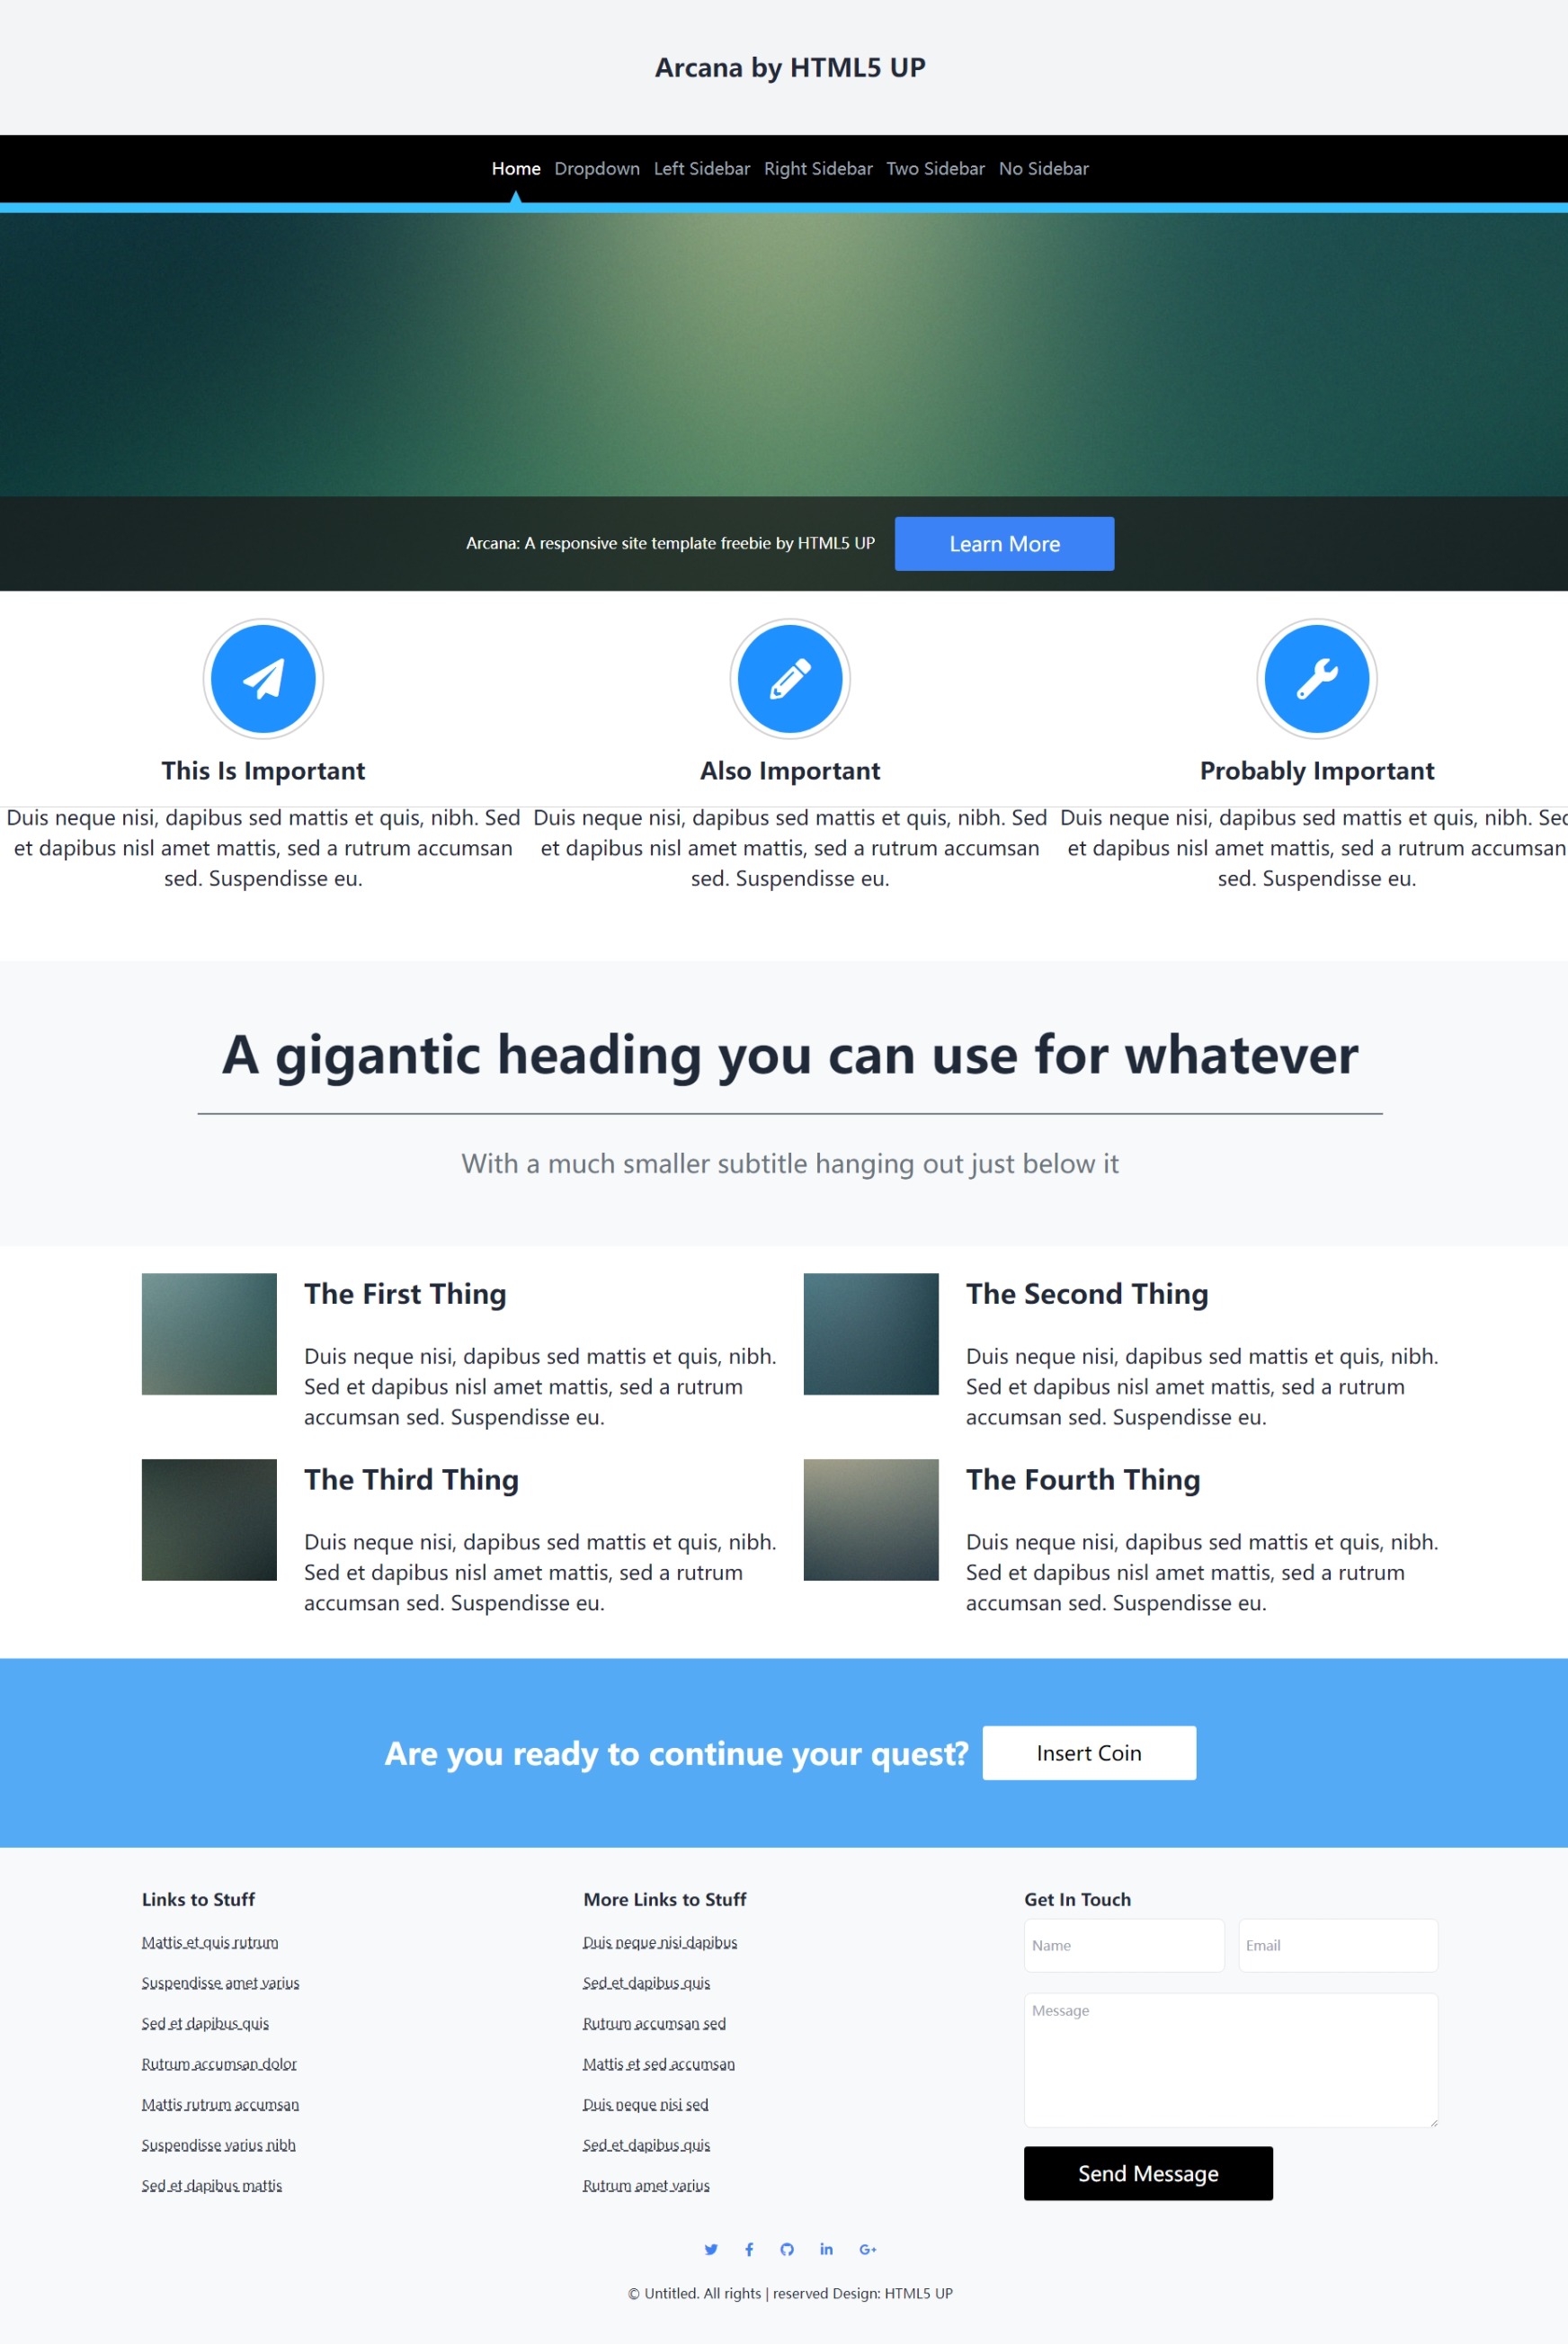 Arcana by HTML5 UP
Home Dropdown Left Sidebar Right Sidebar Two Sidebar No Sidebar
Arcana: A responsive site template freebie by HTML5 UP
Learn More
This Is Important
Duis neque nisi, dapibus sed mattis et quis, nibh. Sed
et dapibus nisl amet mattis, sed a rutrum accumsan
sed. Suspendisse eu.
Also Important
Duis neque nisi, dapibus sed mattis et quis, nibh. Sed
et dapibus nisl amet mattis, sed a rutrum accumsan
sed. Suspendisse eu.
Probably Important
Duis neque nisi, dapibus sed mattis et quis, nibh. Sed
et dapibus nisl amet mattis, sed a rutrum accumsan
sed. Suspendisse eu.
A gigantic heading you can use for whatever
With a much smaller subtitle hanging out just below it
The First Thing
Duis neque nisi, dapibus sed mattis et quis, nibh.
Sed et dapibus nisl amet mattis, sed a rutrum
accumsan sed. Suspendisse eu.
The Second Thing
Duis neque nisi, dapibus sed mattis et quis, nibh.
Sed et dapibus nisl amet mattis, sed a rutrum
accumsan sed. Suspendisse eu.
The Third Thing
Duis neque nisi, dapibus sed mattis et quis, nibh.
Sed et dapibus nisl amet mattis, sed a rutrum
accumsan sed. Suspendisse eu.
The Fourth Thing
Duis neque nisi, dapibus sed mattis et quis, nibh.
Sed et dapibus nisl amet mattis, sed a rutrum
accumsan sed. Suspendisse eu.
Are you ready to continue your quest?
Insert Coin
Links to Stuff
Mattis et quis rutrum
Suspendisse amet varius
Sed et dapibus quis
Rutrum accumsan dolor
Mattis rutrum accumsan
Suspendisse varius nibh
Sed et dapibus mattis
More Links to Stuff
Duis neque nisi dapibus
Sed et dapibus quis
Rutrum accumsan sed
Mattis et sed accumsan
Duis neque nisi sed
Sed et dapibus quis
Rutrum amet varius
Get In Touch
Name
Email
Message
Send Message
© Untitled. All rights | reserved Design: HTML5 UP